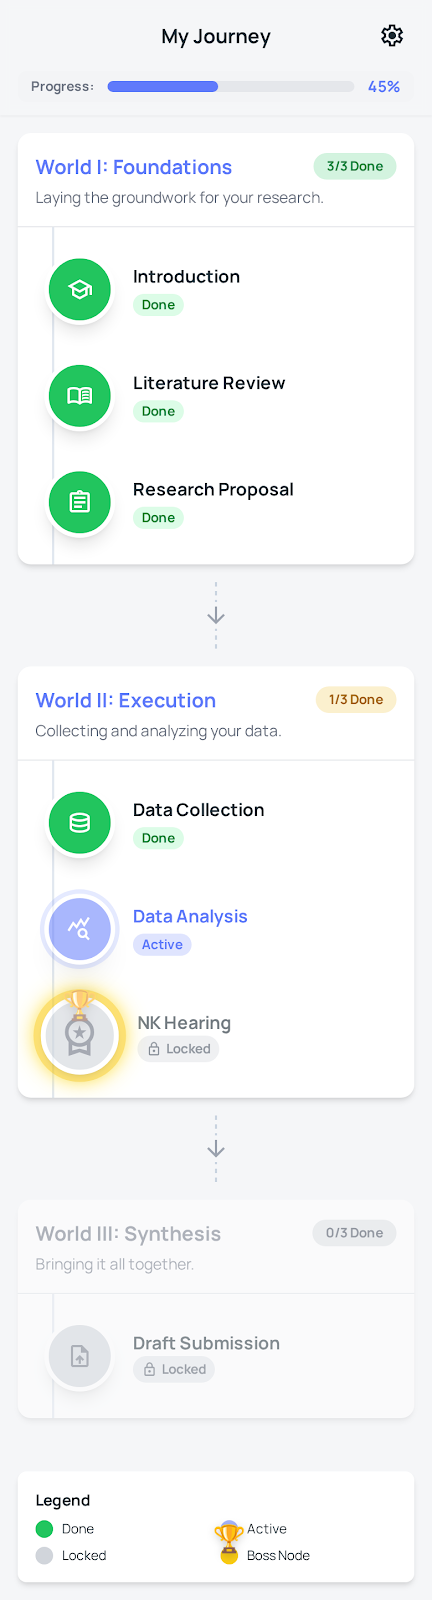 My Journey
Progress: 45%
World I: Foundations 3/3 Done
Laying the groundwork for your research.
Introduction
Done
Literature Review
Done
Research Proposal
Done
World II: Execution 1/3 Done
Collecting and analyzing your data.
Data Collection
Done
Data Analysis
Active
NK Hearing
Locked
World III: Synthesis 0/3 Done
Bringing it all together.
Draft Submission
Locked
Legend
Done Active
Locked Boss Node